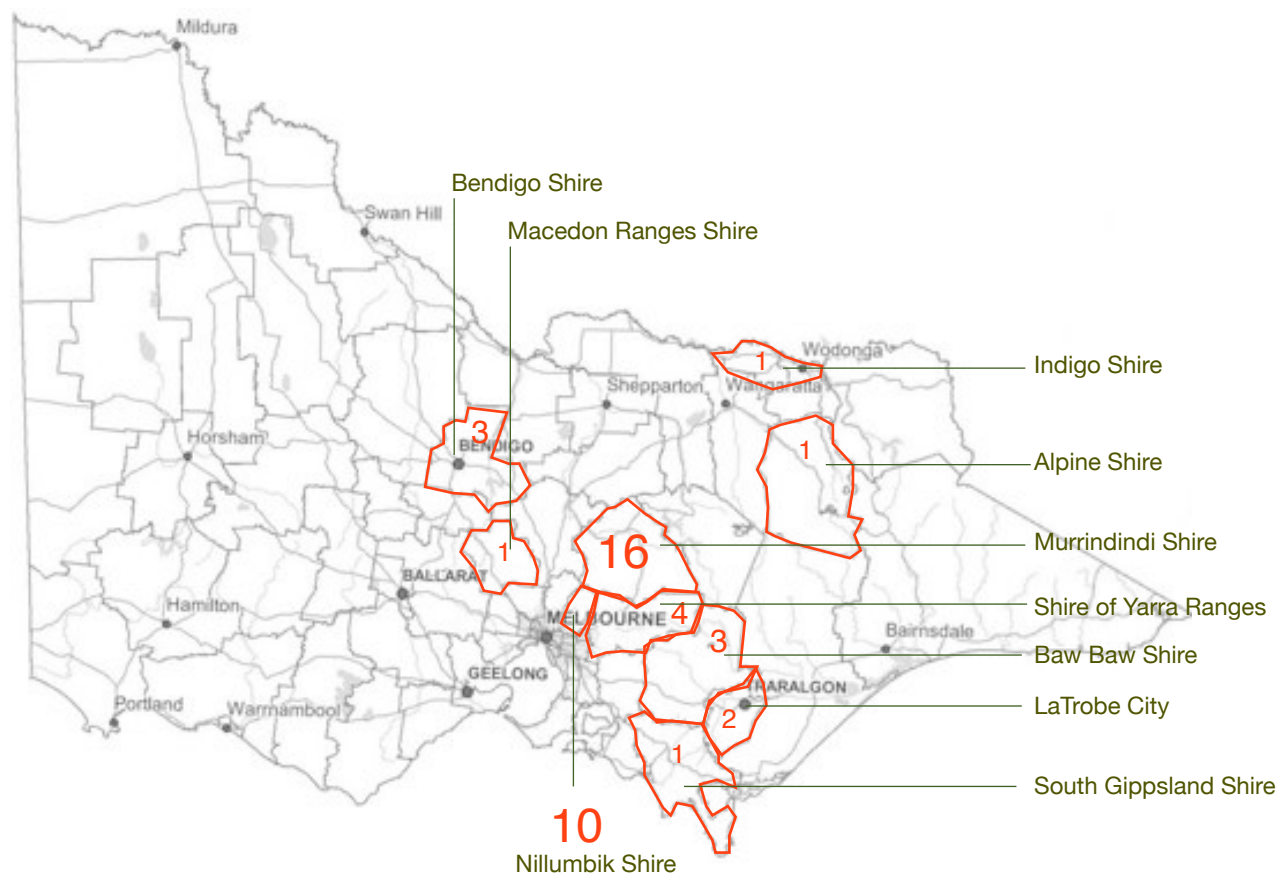 Mildura
Bendigo Shire
Swan Hill
Macedon Ranges Shire
1
Wodonga
Indigo Shire
Shepparton
Wangaratta
3
Horsham
BENDIGO
1
Alpine Shire
16
1
Murrindindi Shire
BALLARAT
Hamilton
MELBOURNE
4
Shire of Yarra Ranges
3
Bairnsdale
Baw Baw Shire
GEELONG
TRARALGON
Portland
Warrnambool
2
LaTrobe City
1
South Gippsland Shire
10
Nillumbik Shire